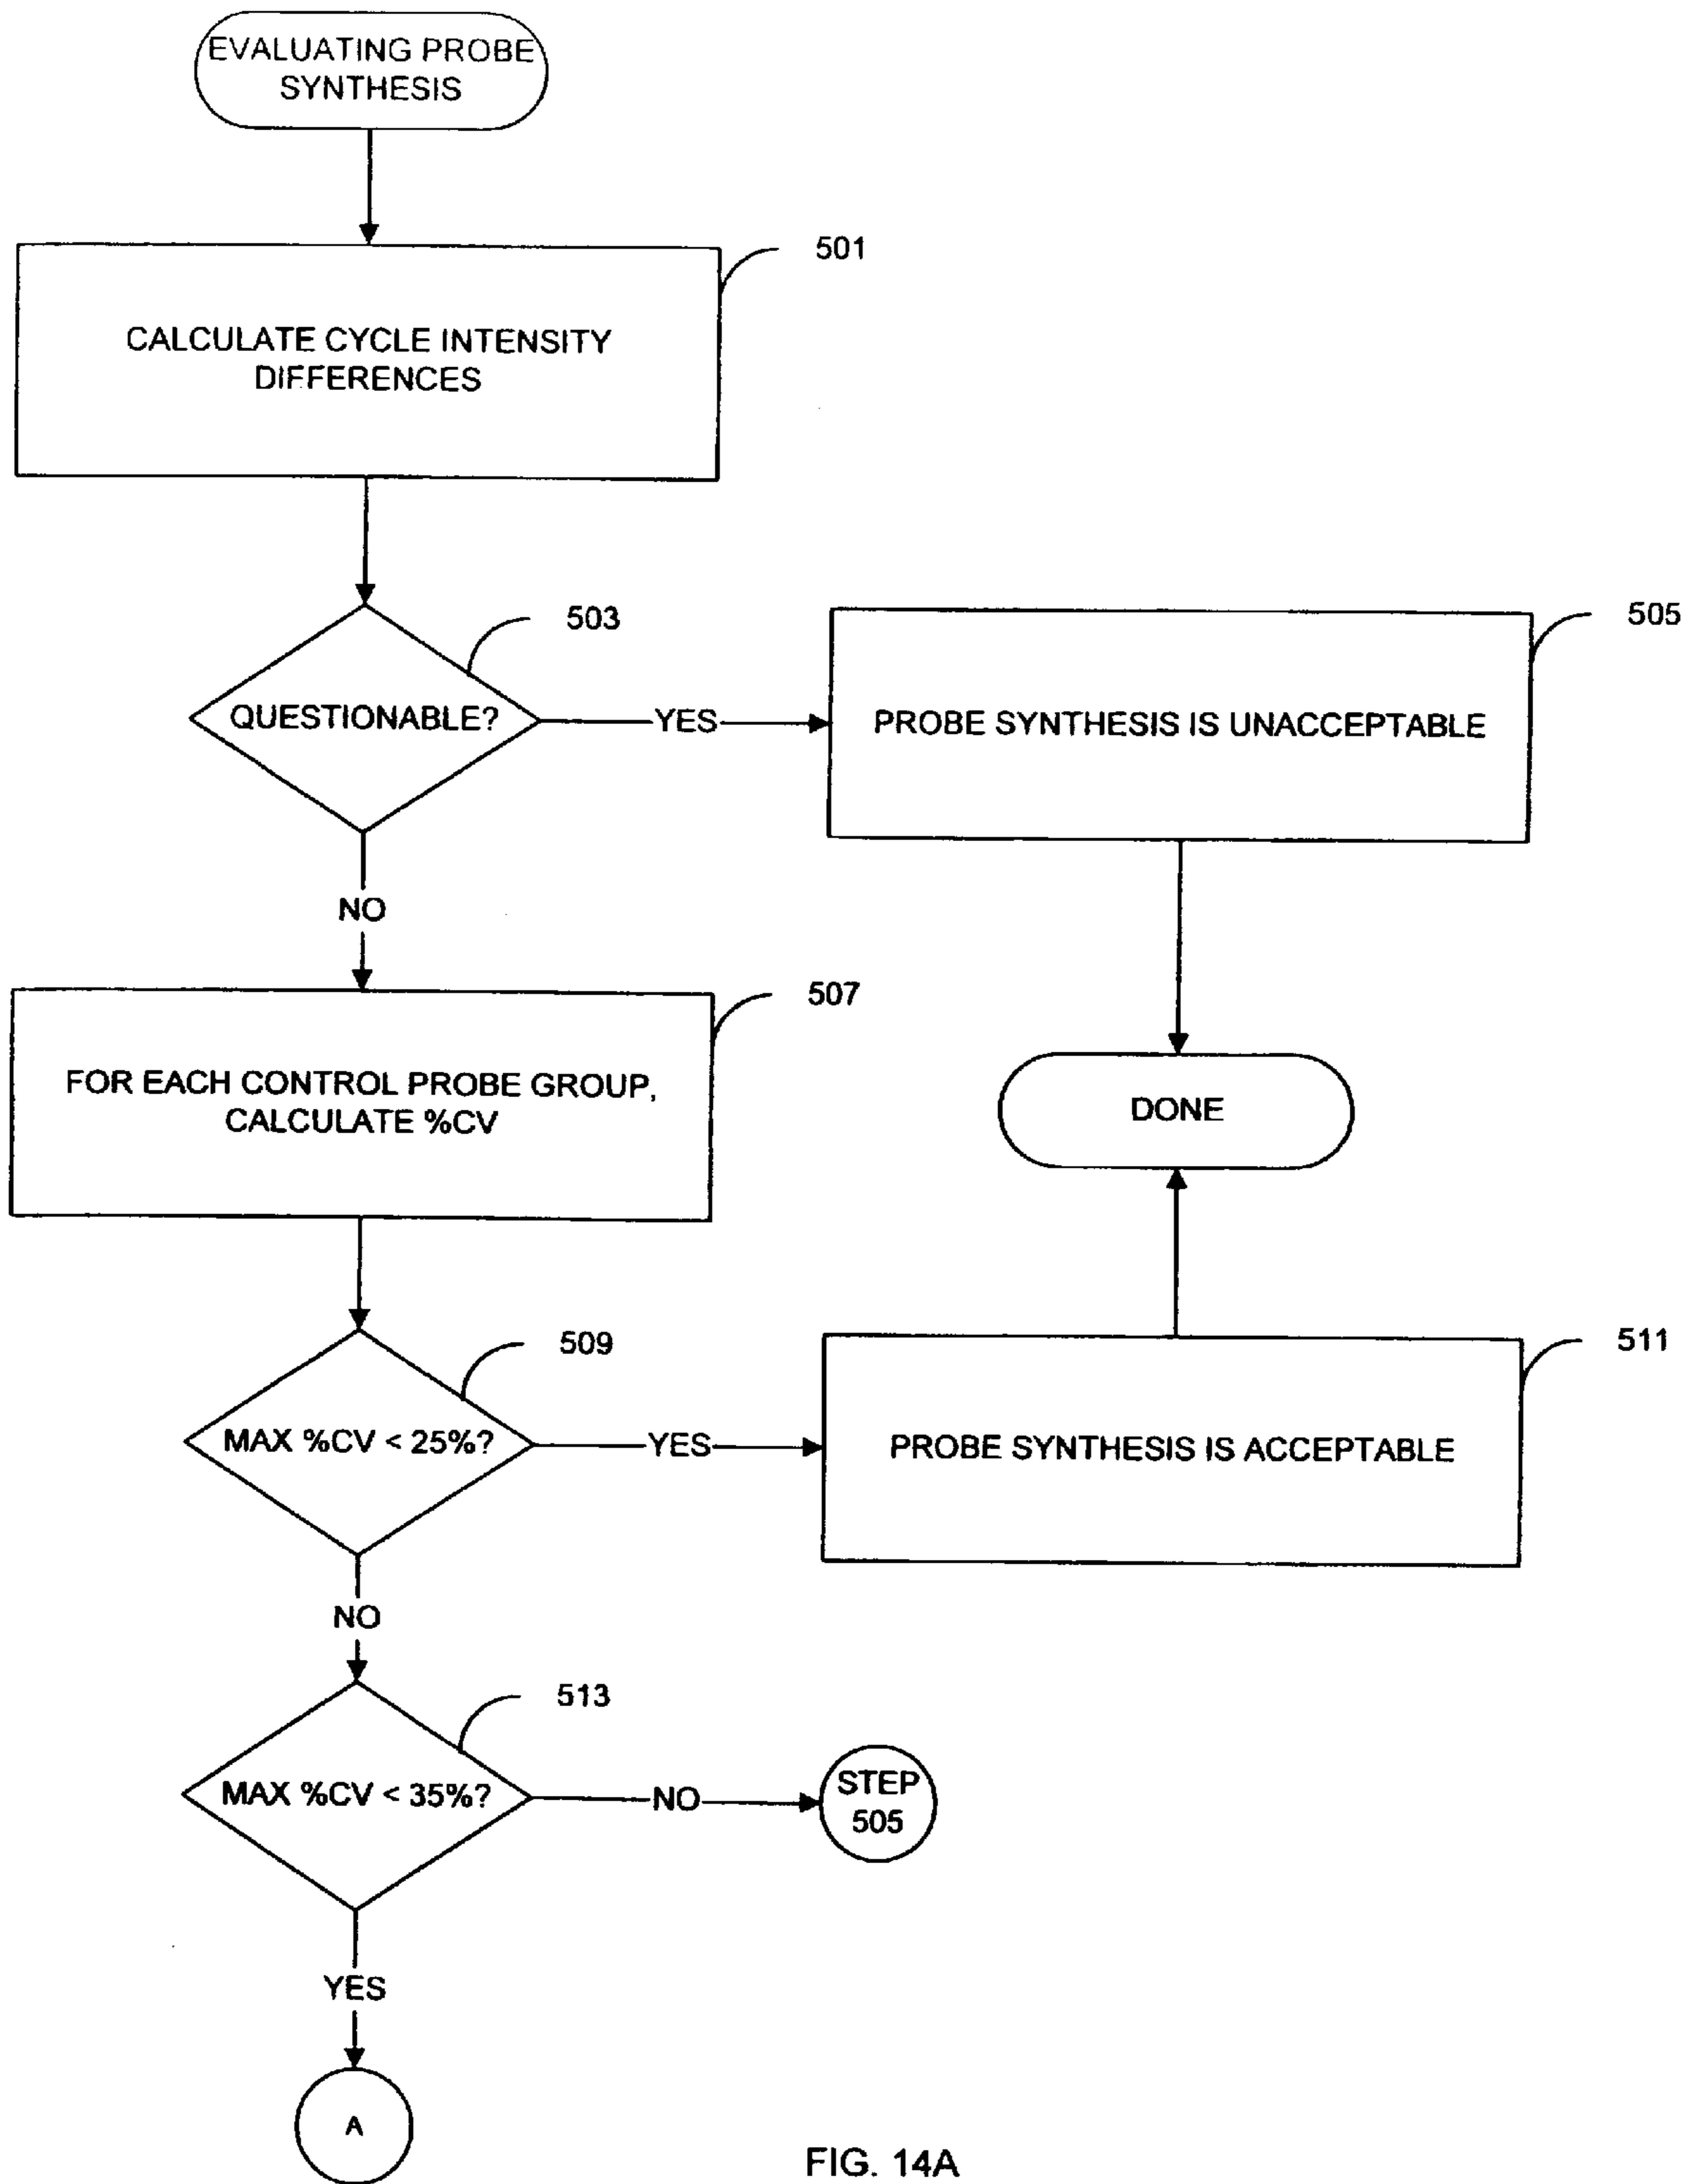 EVALUATING PROBE
SYNTHESIS
501
CALCULATE CYCLE INTENSITY
DIFFERENCES
503
QUESTIONABLE?
YES
505
PROBE SYNTHESIS IS UNACCEPTABLE
NO
507
FOR EACH CONTROL PROBE GROUP,
CALCULATE %CV
DONE
509
MAX %CV < 25%?
YES
511
PROBE SYNTHESIS IS ACCEPTABLE
NO
513
MAX %CV < 35%?
NO
STEP
505
YES
A
FIG. 14A